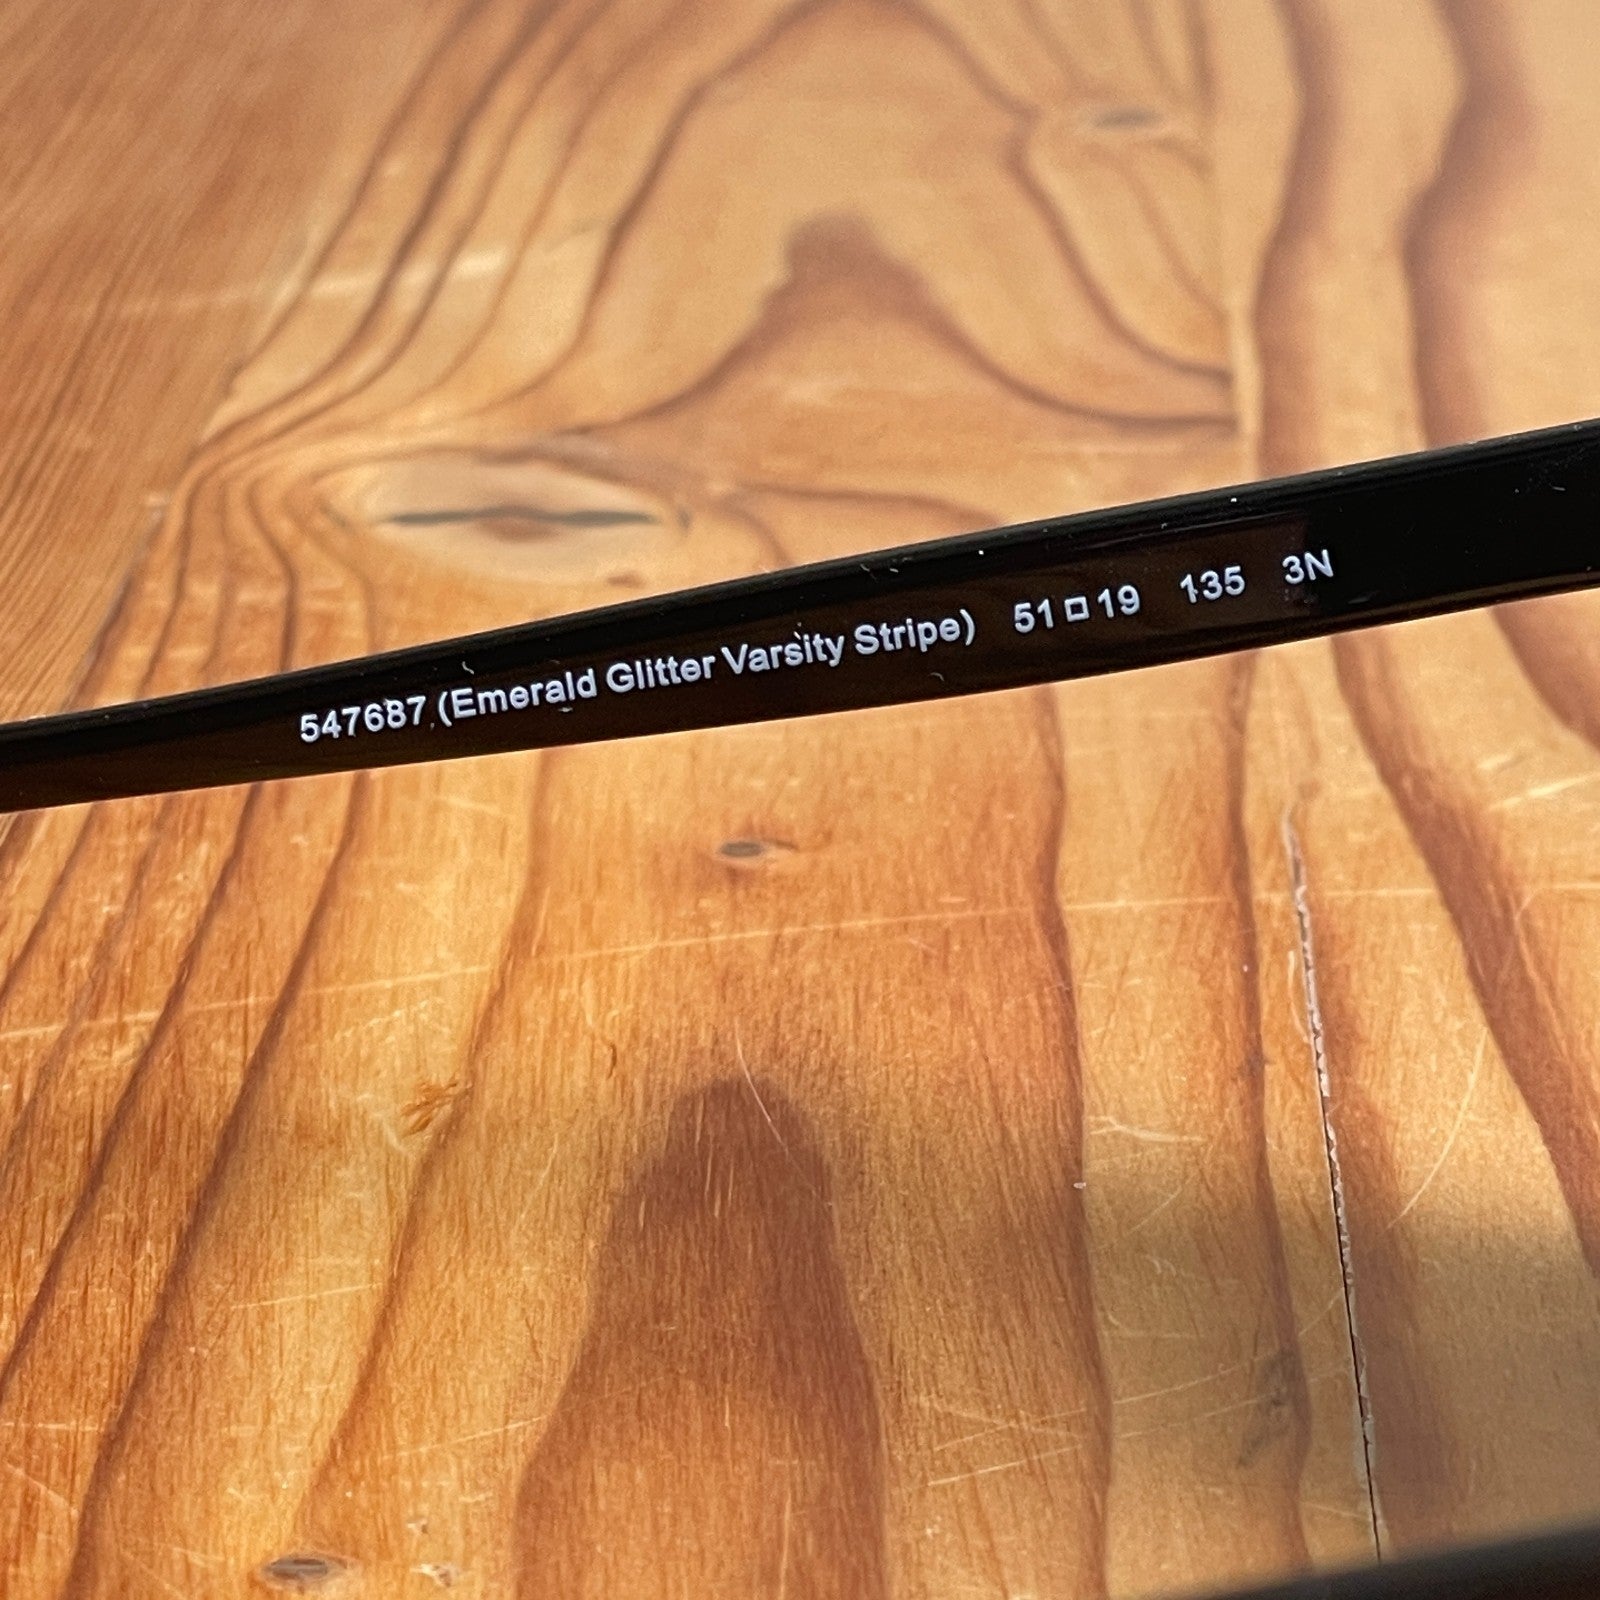 547687 (Emerald Glitter Varsity Stripe) 51□19 135 3N